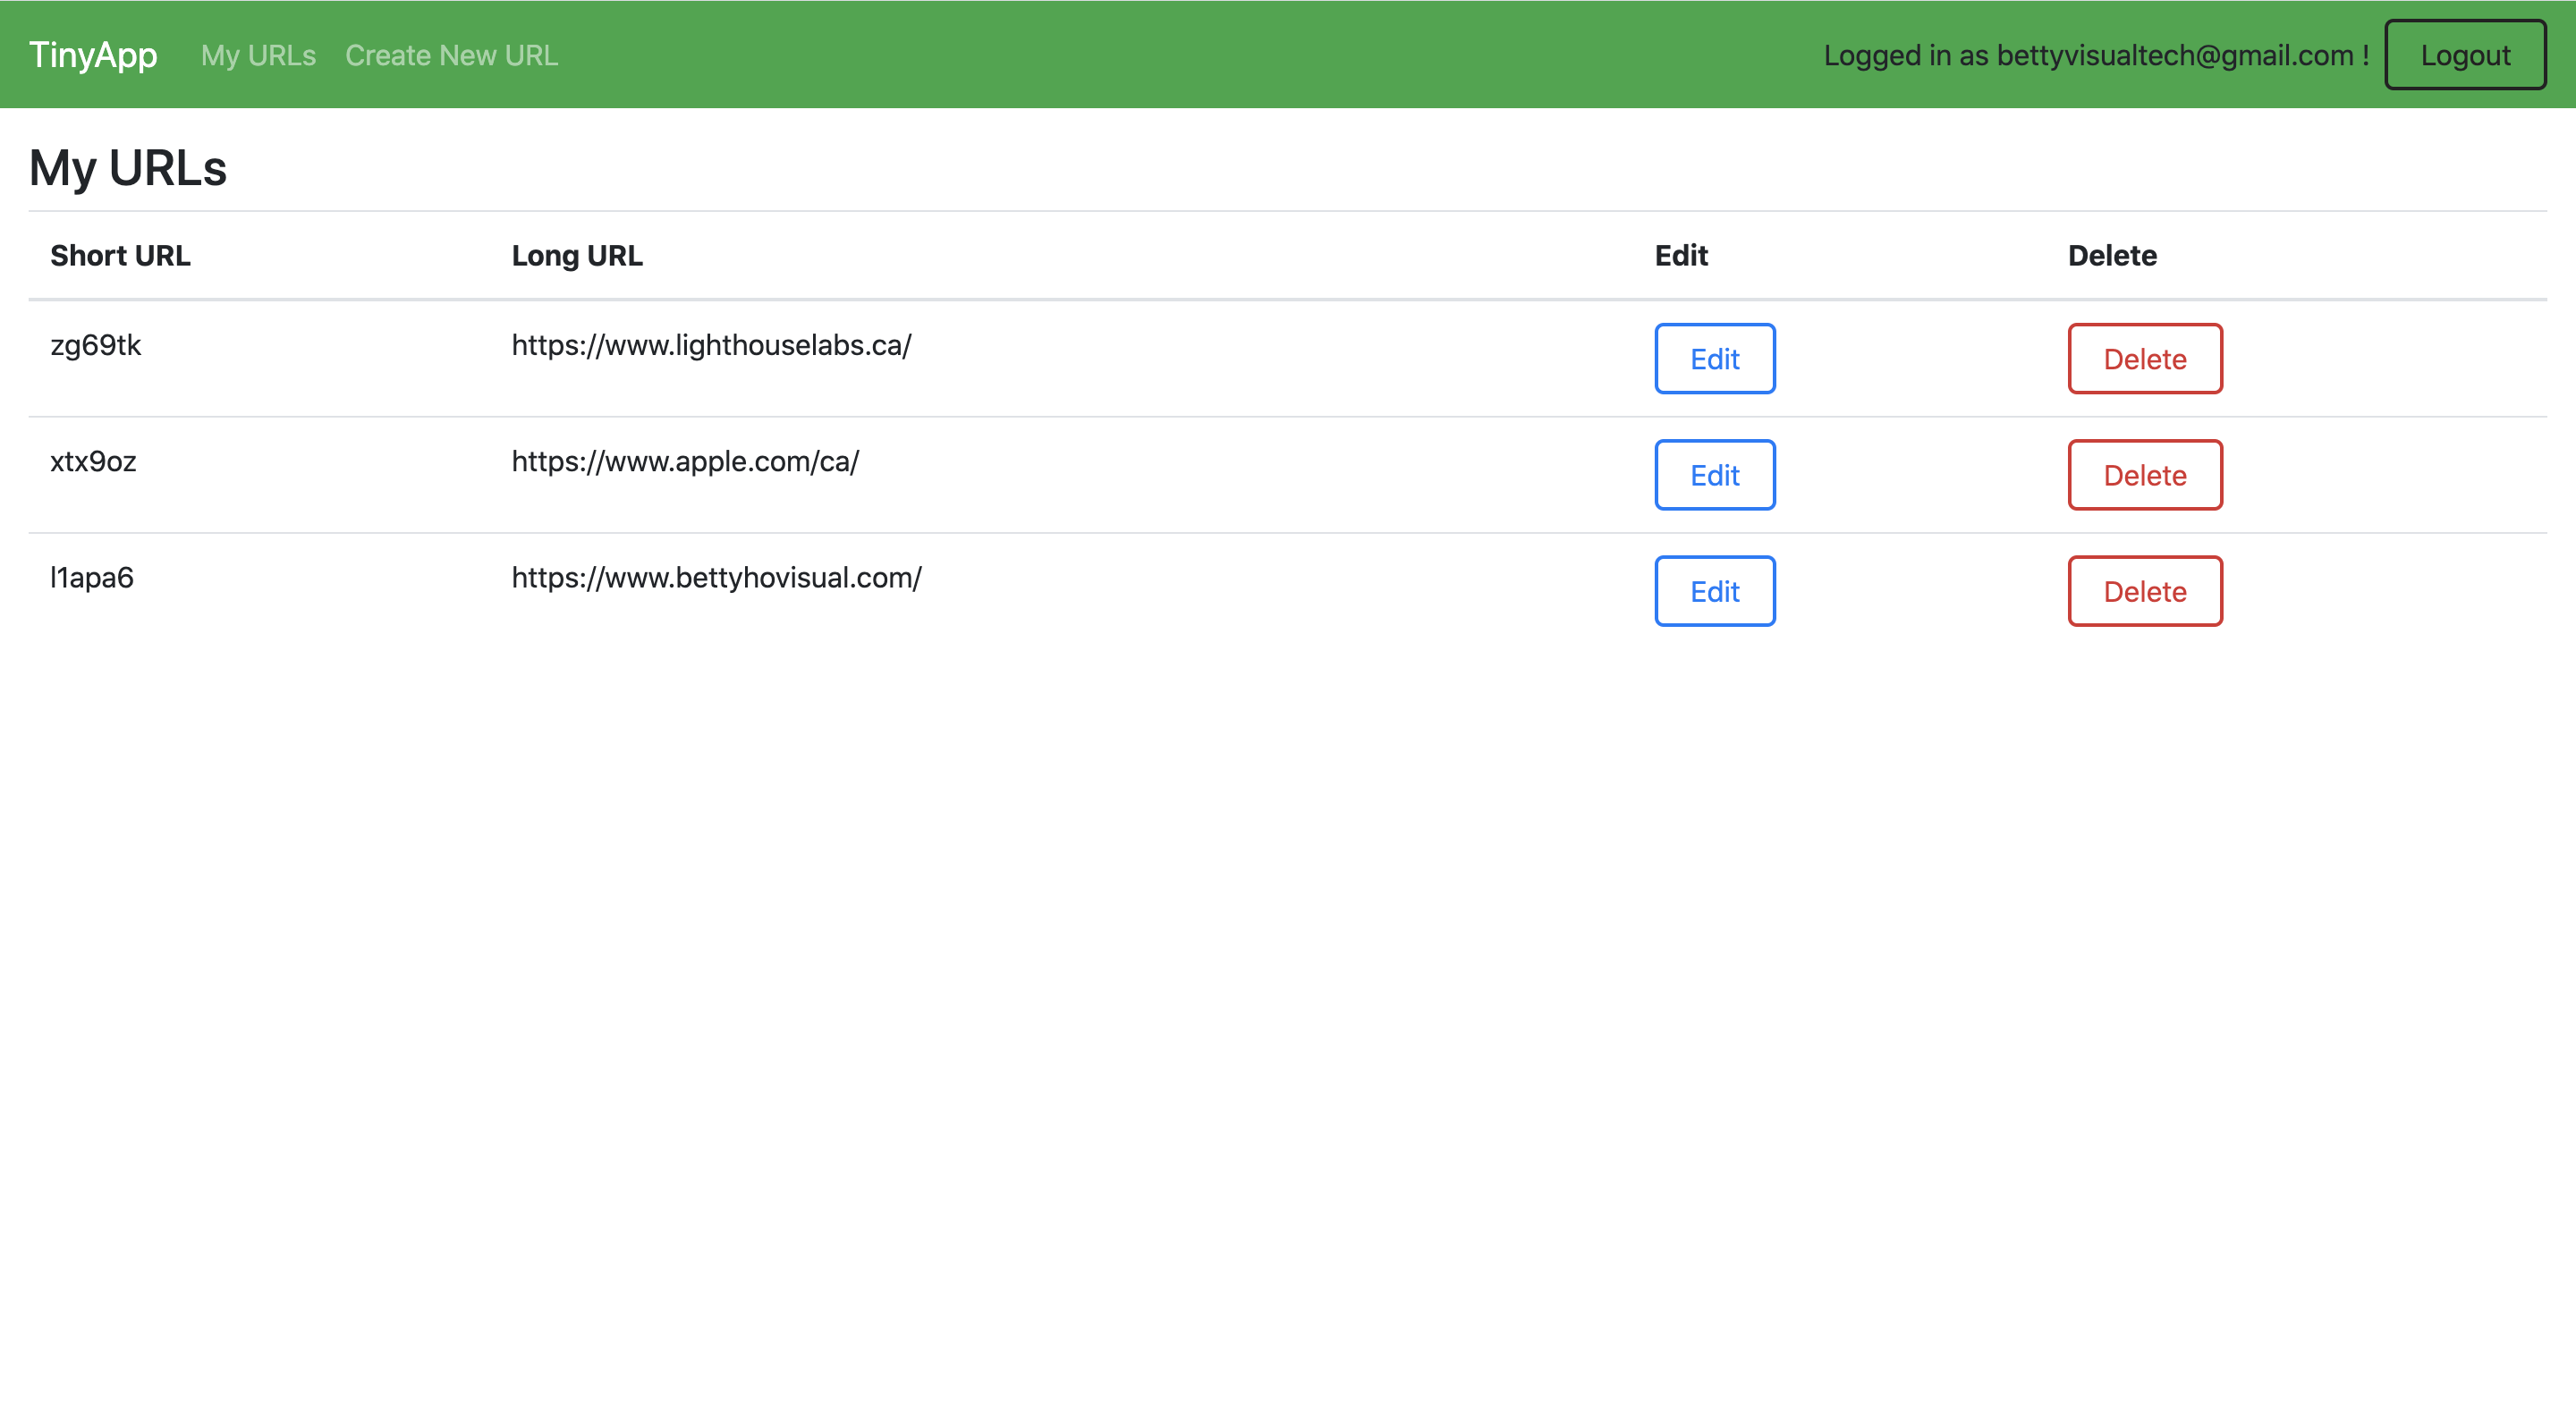 TinyApp My URLs Create New URL Logged in as bettyvisualtech@gmail.com ! Logout
My URLs
Short URL Long URL Edit Delete
zg69tk https://www.lighthouselabs.ca/ Edit Delete
xtx9oz https://www.apple.com/ca/ Edit Delete
l1apa6 https://www.bettyhovisual.com/ Edit Delete